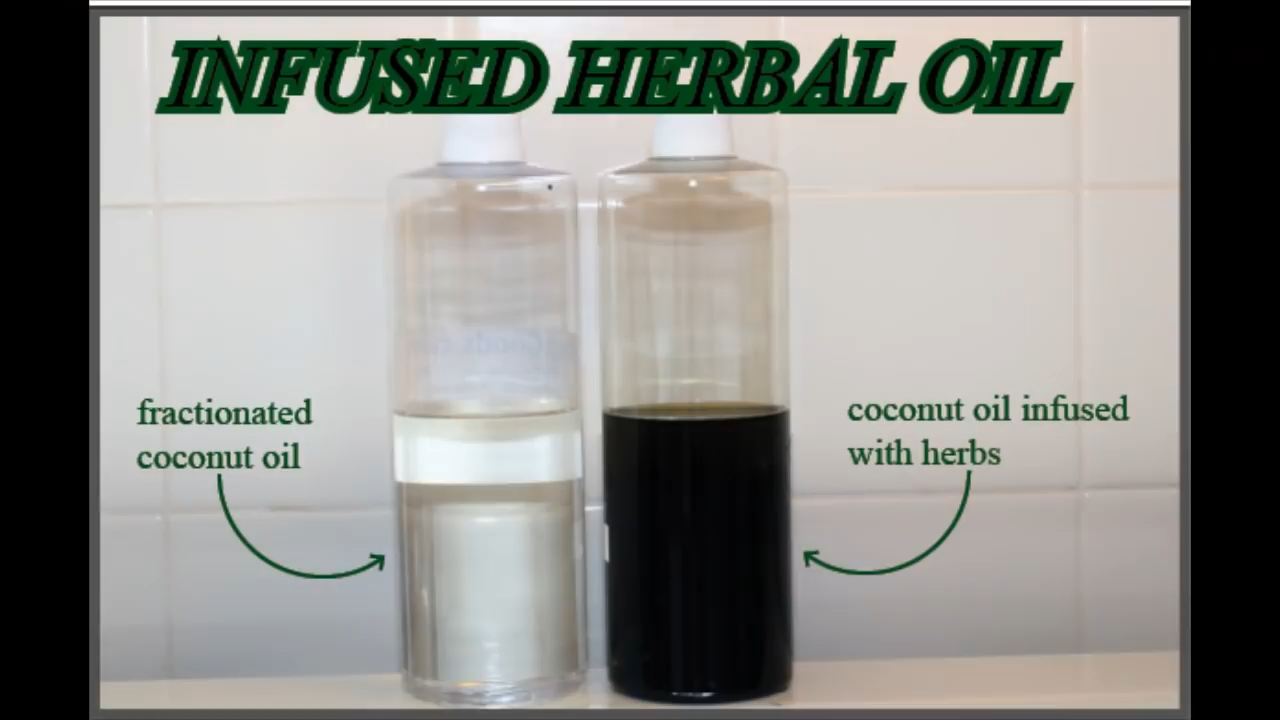 INFUSED HERBAL OIL
fractionated
coconut oil
coconut oil infused
with herbs